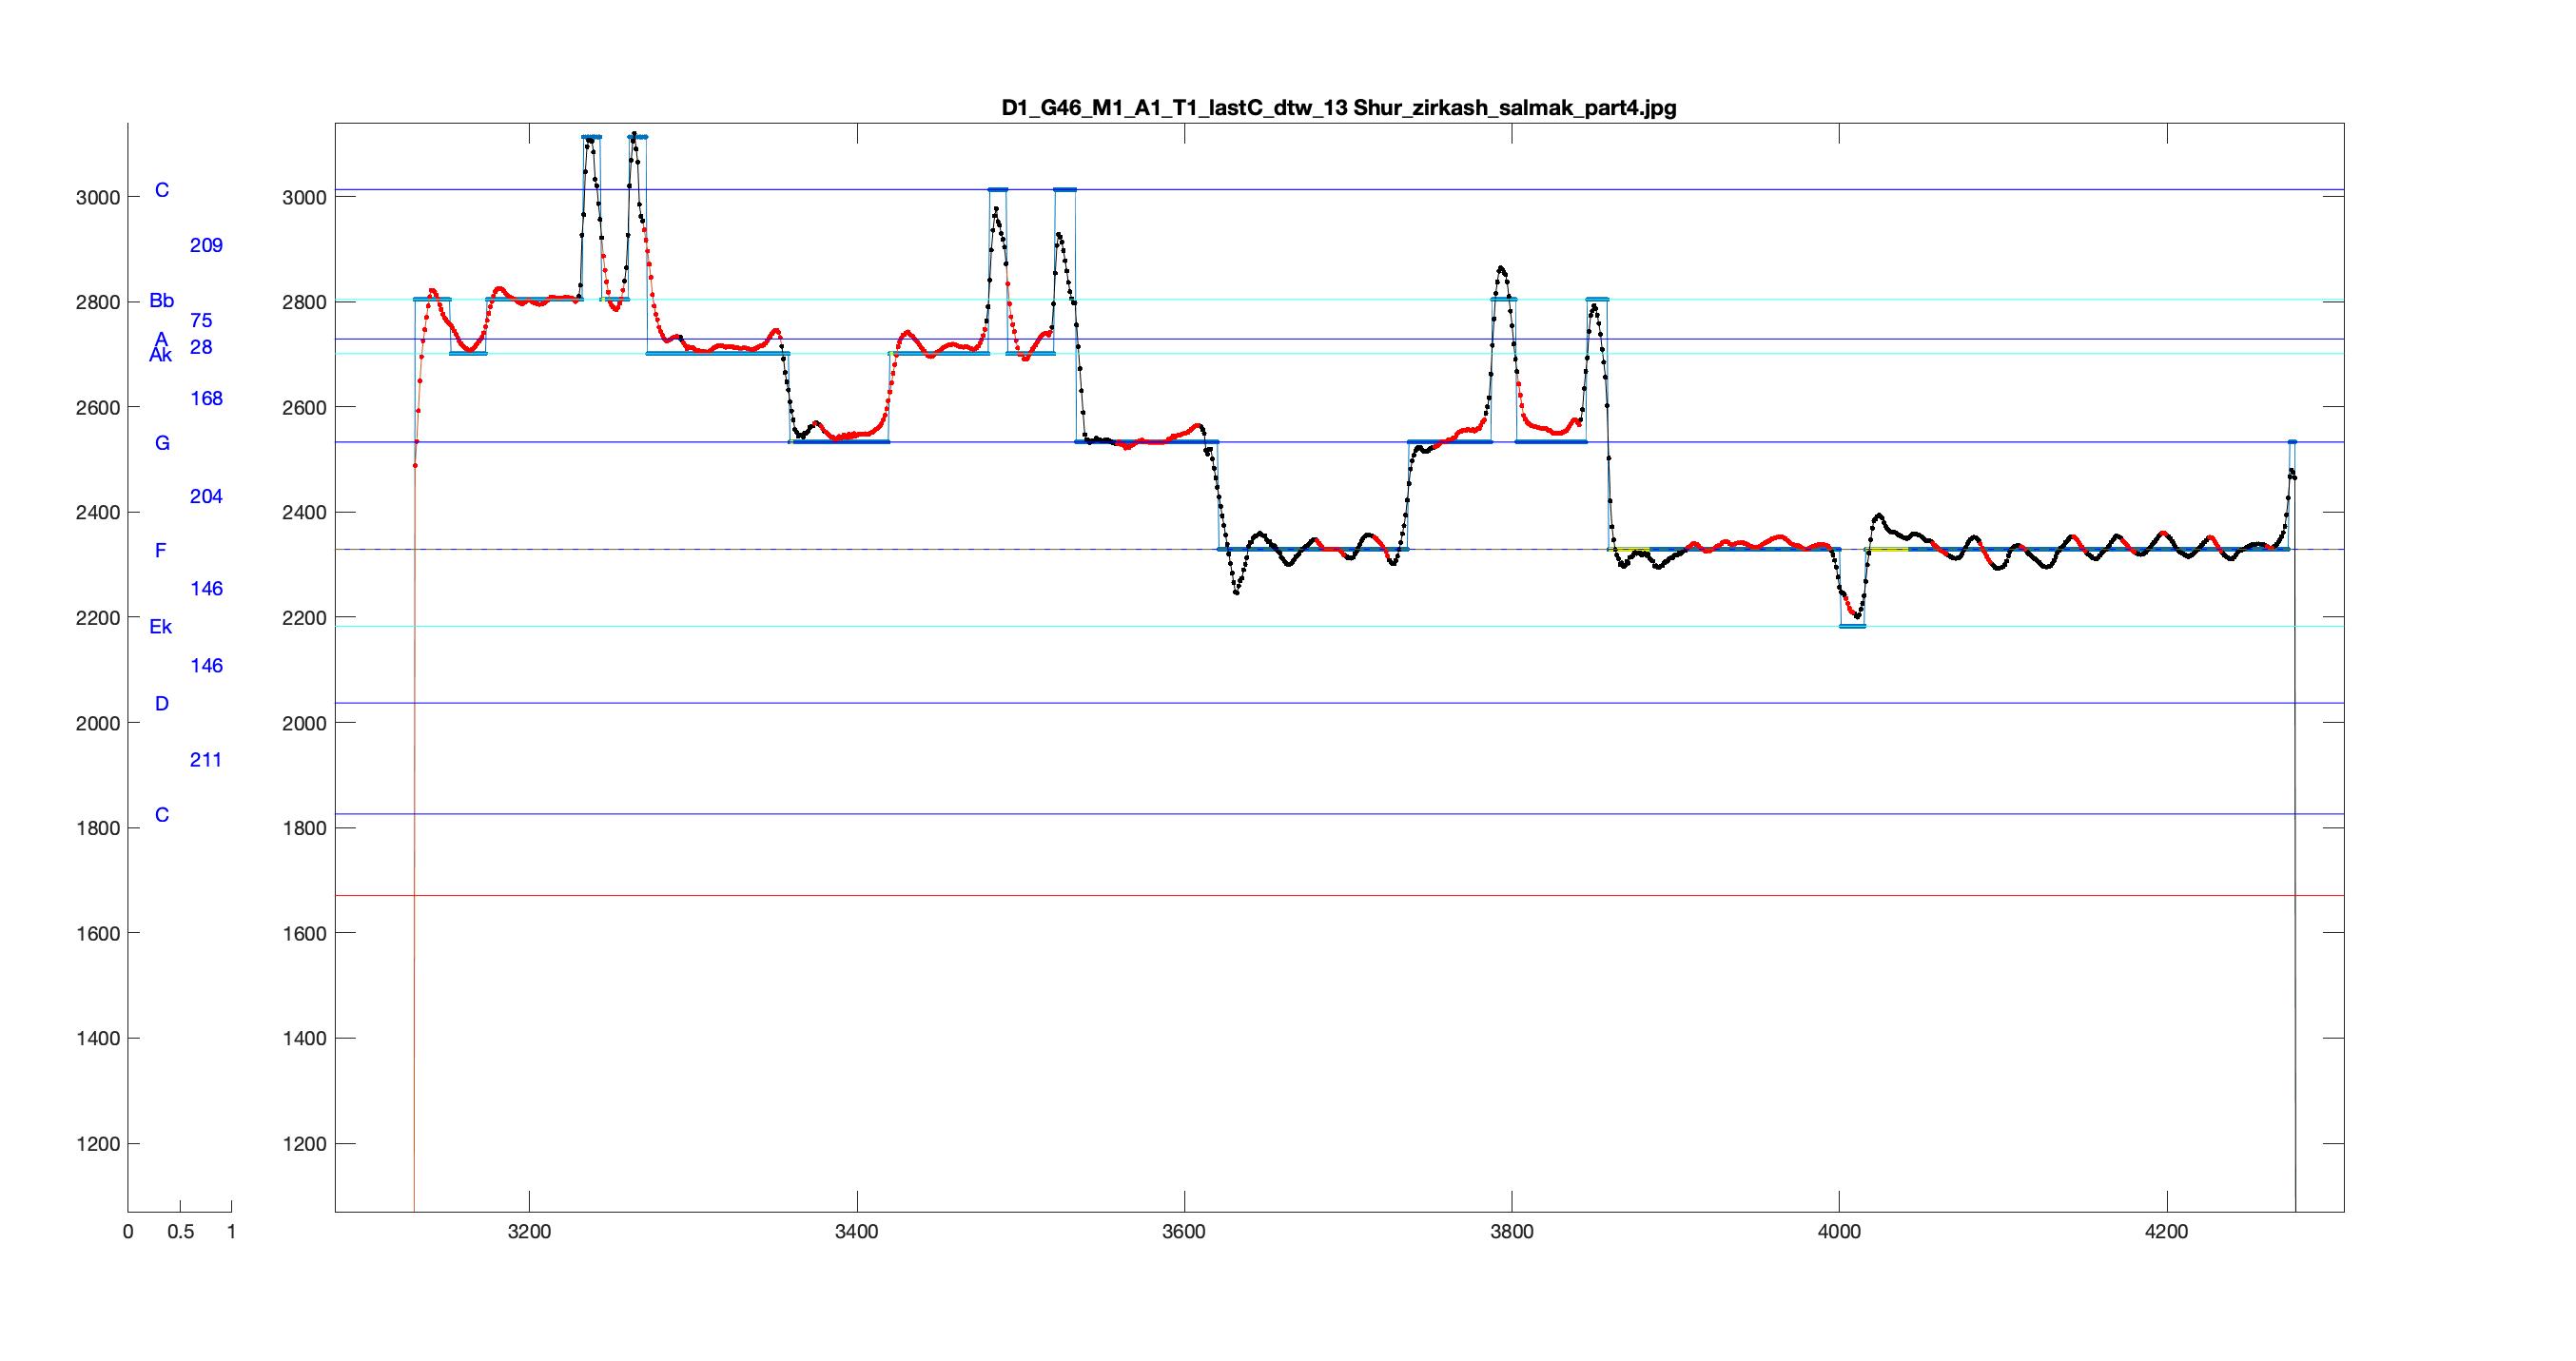 D1_G46_M1_A1_T1_lastC_dtw_13 Shur_zirkash_salmak_part4.jpg
3000 C 3000
209
2800 Bb 2800
75
A
28
Ak
168
2600 2600
G
204
2400 2400
F
146
2200 Ek 2200
146
D
2000 2000
211
C
1800 1800
1600 1600
1400 1400
1200 1200
0 0.5 1 3200 3400 3600 3800 4000 4200